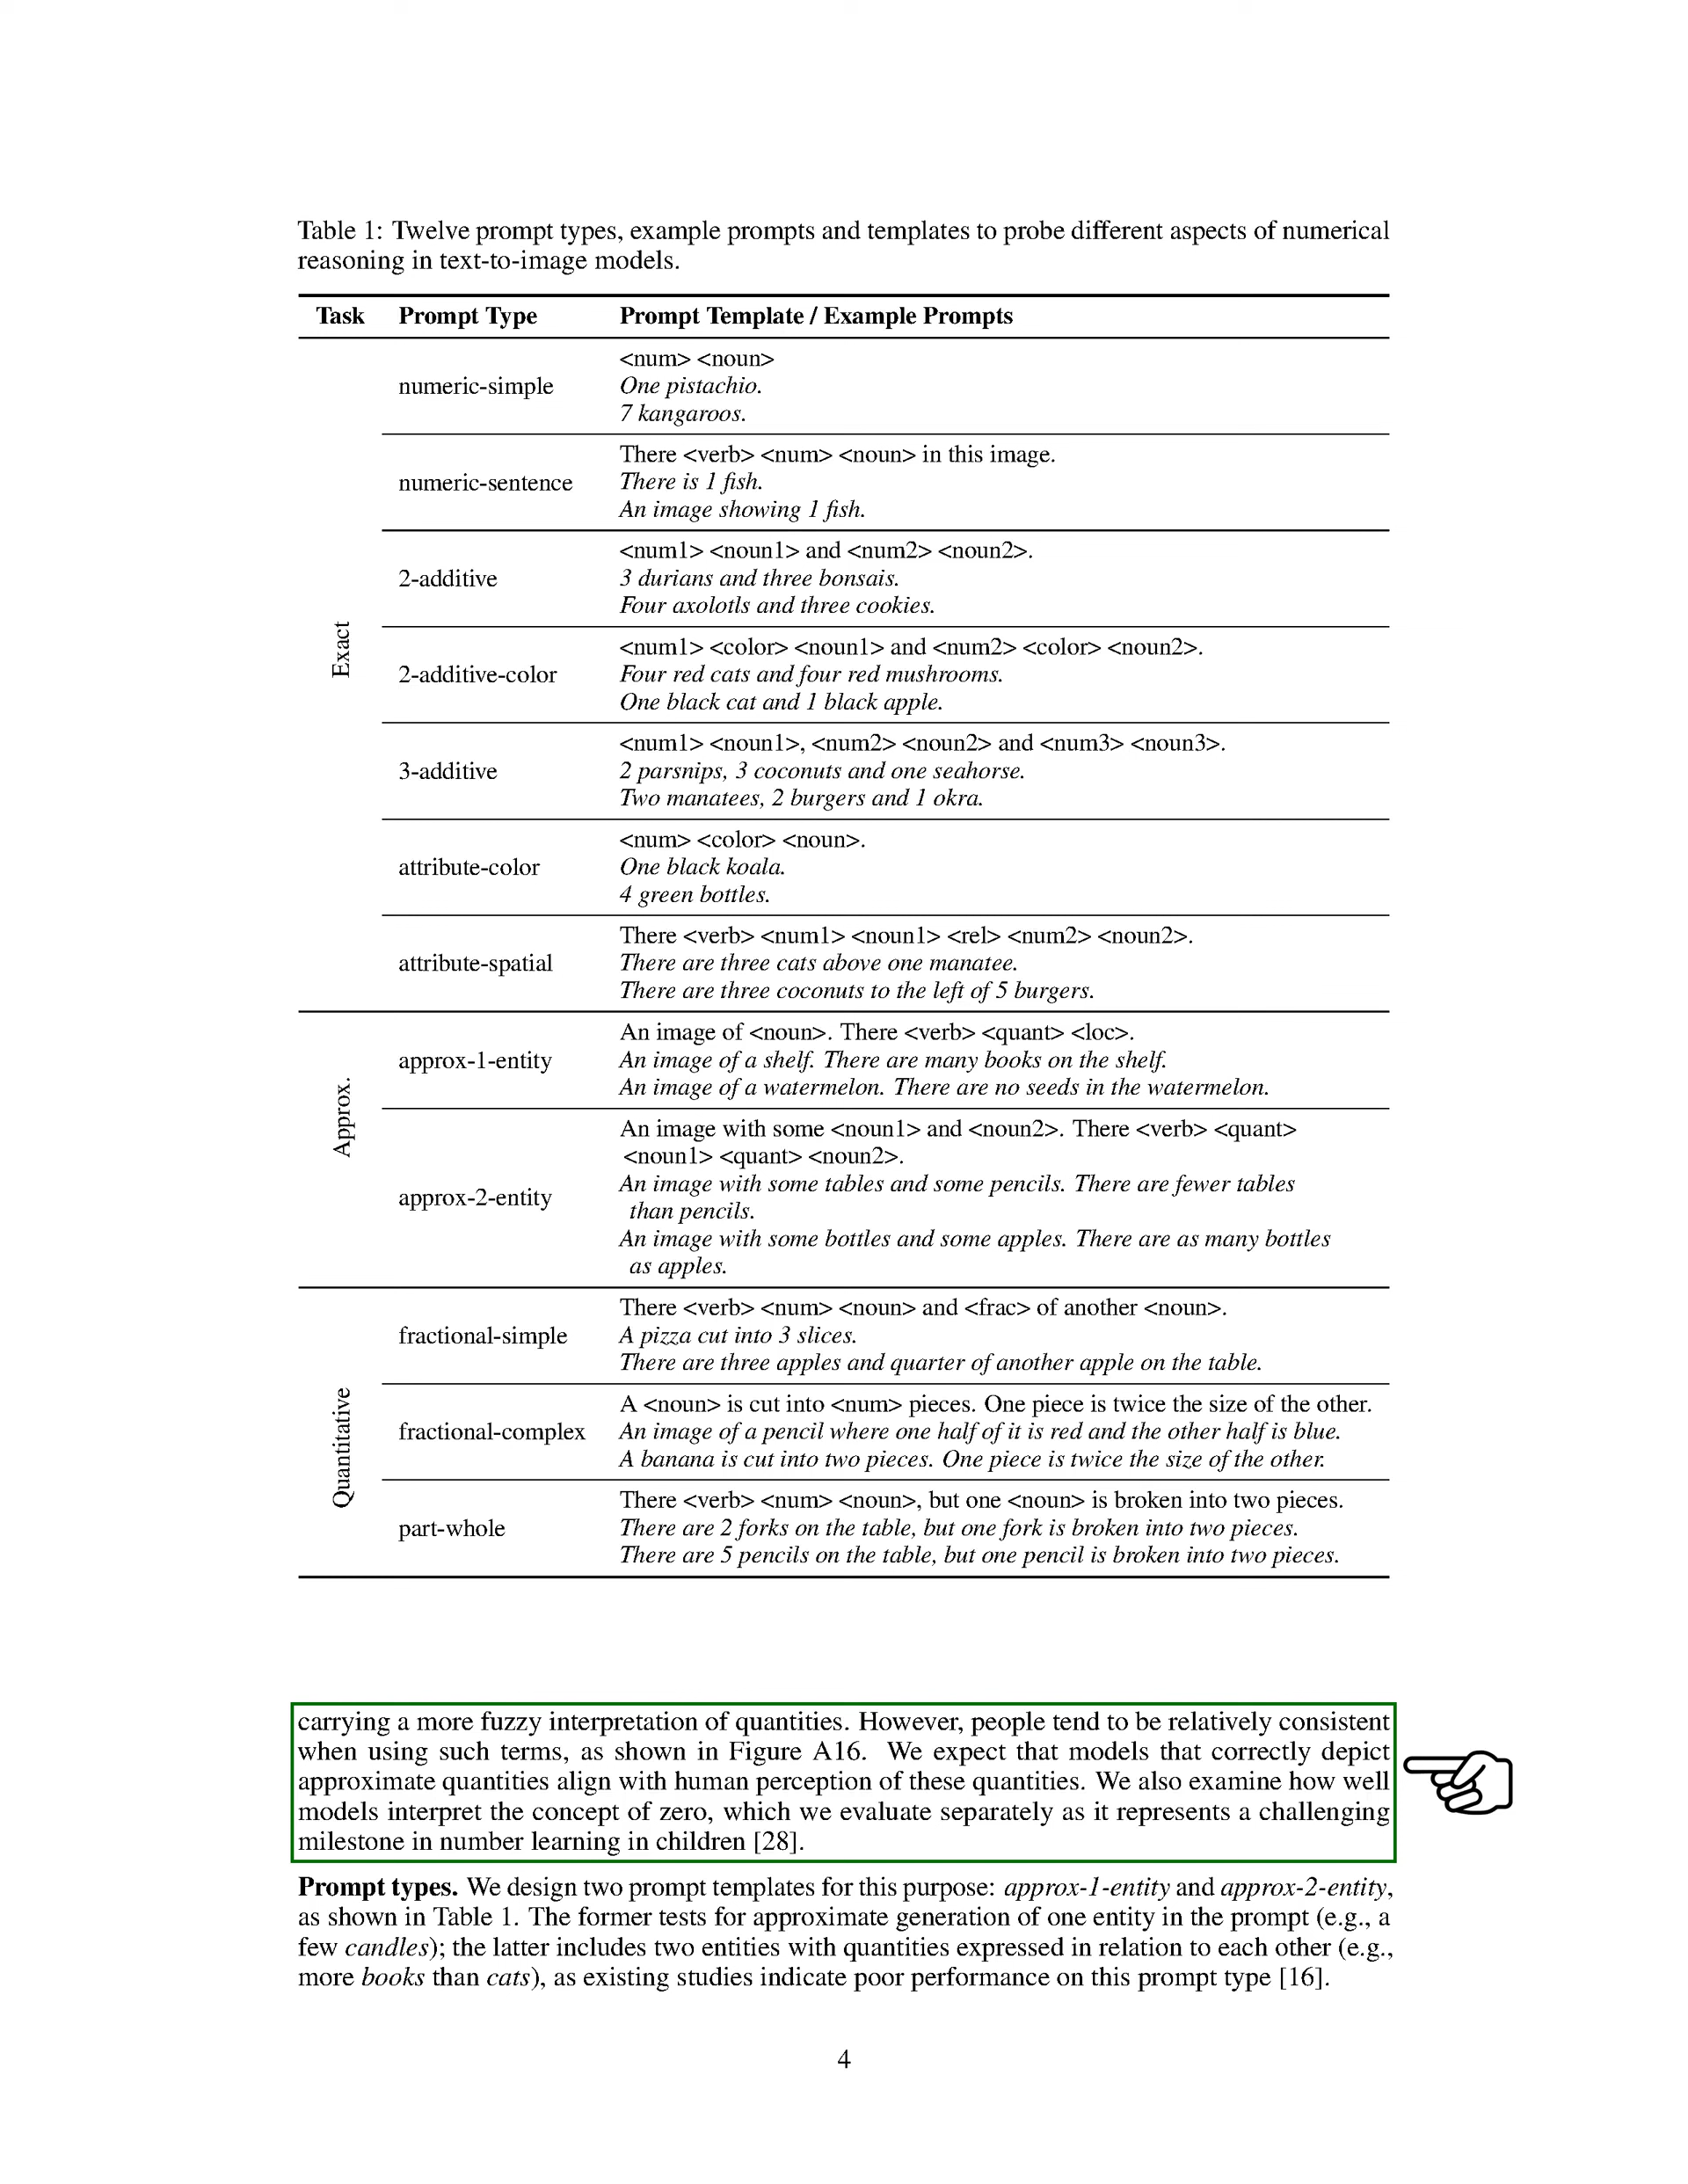 Table 1: Twelve prompt types, example prompts and templates to probe different aspects of numerical
reasoning in text-to-image models.
Task Prompt Type Prompt Template / Example Prompts
Exact
numeric-simple
<num> <noun>
One pistachio.
7 kangaroos.
numeric-sentence
There <verb> <num> <noun> in this image.
There is 1 fish.
An image showing 1 fish.
2-additive
<num1> <noun1> and <num2> <noun2>.
3 durians and three bonsais.
Four axolotls and three cookies.
2-additive-color
<num1> <color> <noun1> and <num2> <color> <noun2>.
Four red cats and four red mushrooms.
One black cat and 1 black apple.
3-additive
<num1> <noun1>, <num2> <noun2> and <num3> <noun3>.
2 parsnips, 3 coconuts and one seahorse.
Two manatees, 2 burgers and 1 okra.
attribute-color
<num> <color> <noun>.
One black koala.
4 green bottles.
attribute-spatial
There <verb> <num1> <noun1> <rel> <num2> <noun2>.
There are three cats above one manatee.
There are three coconuts to the left of 5 burgers.
Approx.
approx-1-entity
An image of <noun>. There <verb> <quant> <loc>.
An image of a shelf. There are many books on the shelf.
An image of a watermelon. There are no seeds in the watermelon.
approx-2-entity
An image with some <noun1> and <noun2>. There <verb> <quant>
<noun1> <quant> <noun2>.
An image with some tables and some pencils. There are fewer tables
than pencils.
An image with some bottles and some apples. There are as many bottles
as apples.
Quantitative
fractional-simple
There <verb> <num> <noun> and <frac> of another <noun>.
A pizza cut into 3 slices.
There are three apples and quarter of another apple on the table.
fractional-complex
A <noun> is cut into <num> pieces. One piece is twice the size of the other.
An image of a pencil where one half of it is red and the other half is blue.
A banana is cut into two pieces. One piece is twice the size of the other.
part-whole
There <verb> <num> <noun>, but one <noun> is broken into two pieces.
There are 2 forks on the table, but one fork is broken into two pieces.
There are 5 pencils on the table, but one pencil is broken into two pieces.
carrying a more fuzzy interpretation of quantities. However, people tend to be relatively consistent
when using such terms, as shown in Figure A16. We expect that models that correctly depict
approximate quantities align with human perception of these quantities. We also examine how well
models interpret the concept of zero, which we evaluate separately as it represents a challenging
milestone in number learning in children [28].
Prompt types. We design two prompt templates for this purpose: approx-1-entity and approx-2-entity,
as shown in Table 1. The former tests for approximate generation of one entity in the prompt (e.g., a
few candles); the latter includes two entities with quantities expressed in relation to each other (e.g.,
more books than cats), as existing studies indicate poor performance on this prompt type [16].
4